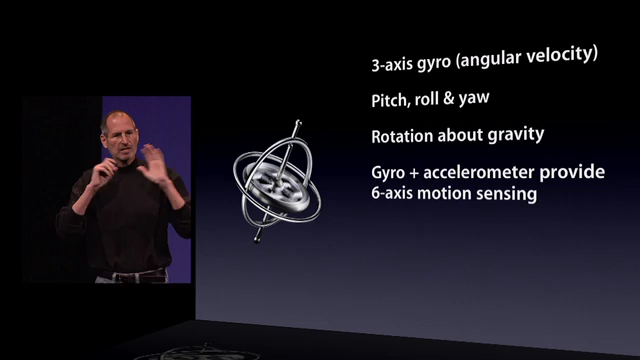 3-axis gyro (angular velocity)
Pitch, roll & yaw
Rotation about gravity
Gyro + accelerometer provide
6-axis motion sensing